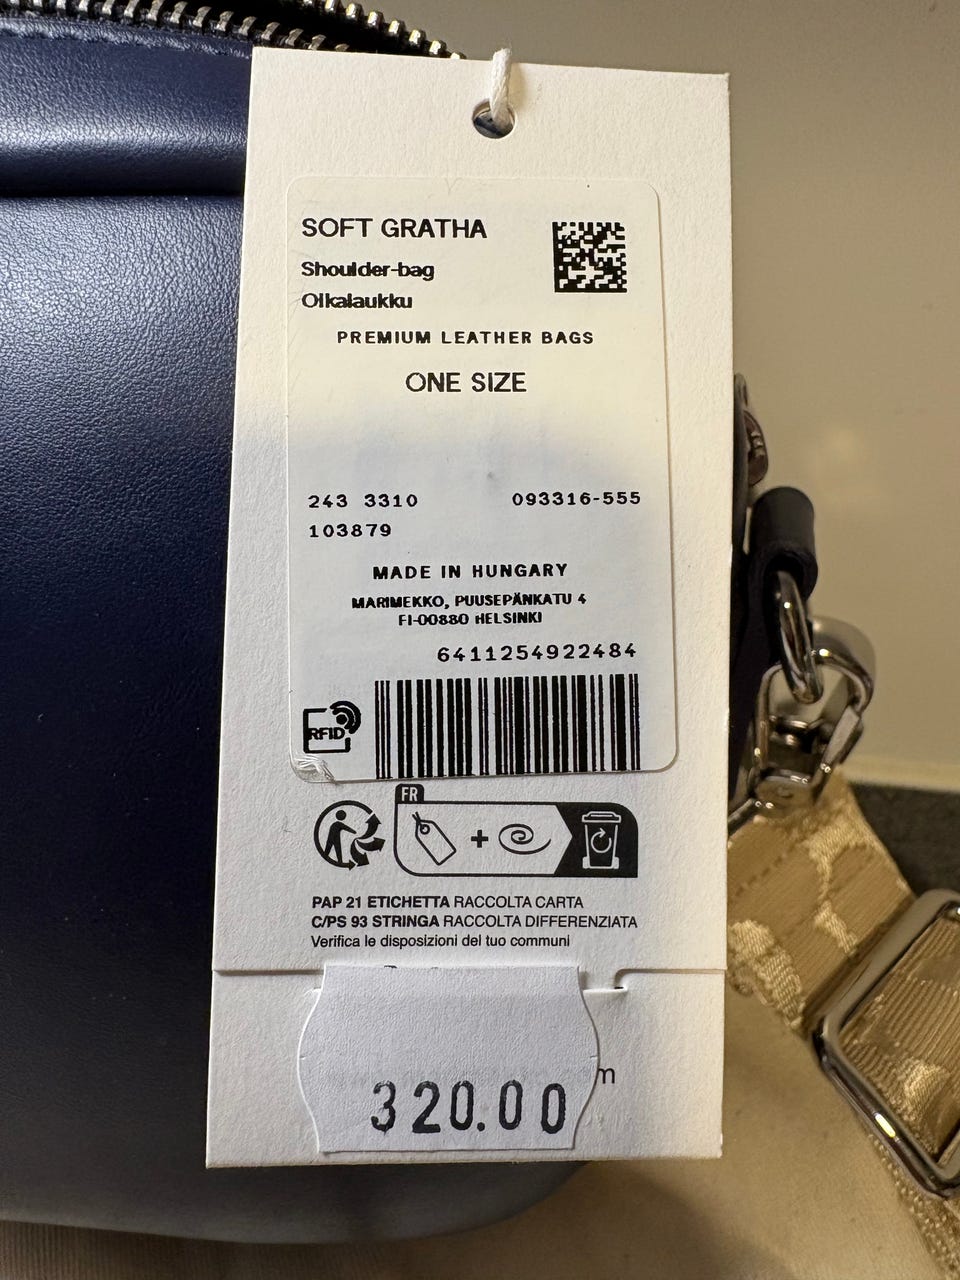 SOFT GRATHA
Shoulder-bag
Olkalaukku
PREMIUM LEATHER BAGS
ONE SIZE
243 3310 093316-555
103879
MADE IN HUNGARY
MARIMEKKO, PUUSEPÄNKATU 4
FI-00880 HELSINKI
6411254922484
RFID
FR
+
PAP 21 ETICHETTA RACCOLTA CARTA
C/PS 93 STRINGA RACCOLTA DIFFERENZIATA
Verifica le disposizioni del tuo communi
320.00